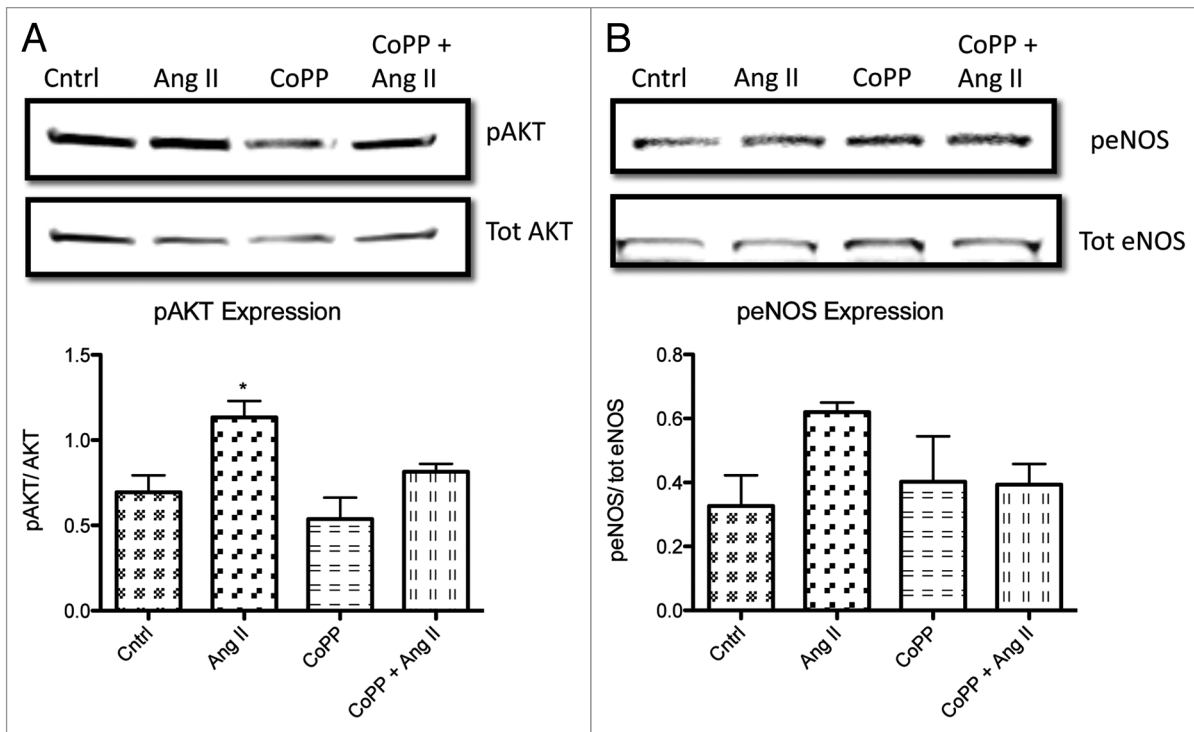 A
CoPP +
Cntrl Ang II CoPP Ang II
pAKT
Tot AKT
pAKT Expression
1.5
*
1.0
0.5
0.0
pAKT/ AKT
Cntrl
Ang II
CoPP
CoPP + Ang II
B
CoPP +
Cntrl Ang II CoPP Ang II
peNOS
Tot eNOS
peNOS Expression
0.8
0.6
0.4
0.2
0.0
peNOS/ tot eNOS
Cntrl
Ang II
CoPP
CoPP + Ang II